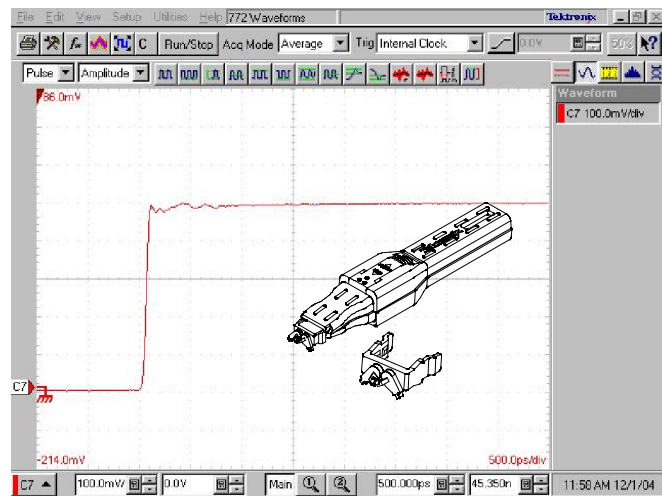 File Edit View Setup Utilities Help 772 Waveforms Tektronix
C Run/Stop Acq Mode Average Trig Internal Clock 0.0V 50%
Pulse Amplitude
86.0mV
Waveform
C7 100.0mV/div
C7
-214.0mV
500.0ps/div
C7 100.0mV/ 0.0V Main 1 2 500.000ps 45.350n 11:58 AM 12/1/04